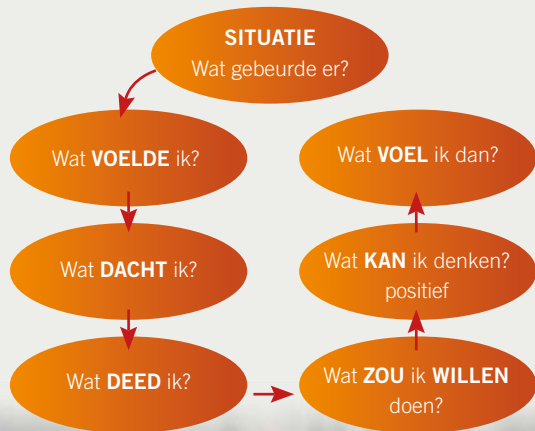 SITUATIE
Wat gebeurde er?
Wat VOELDE ik?
Wat DACHT ik?
Wat DEED ik?
Wat ZOU ik WILLEN
doen?
Wat KAN ik denken?
positief
Wat VOEL ik dan?